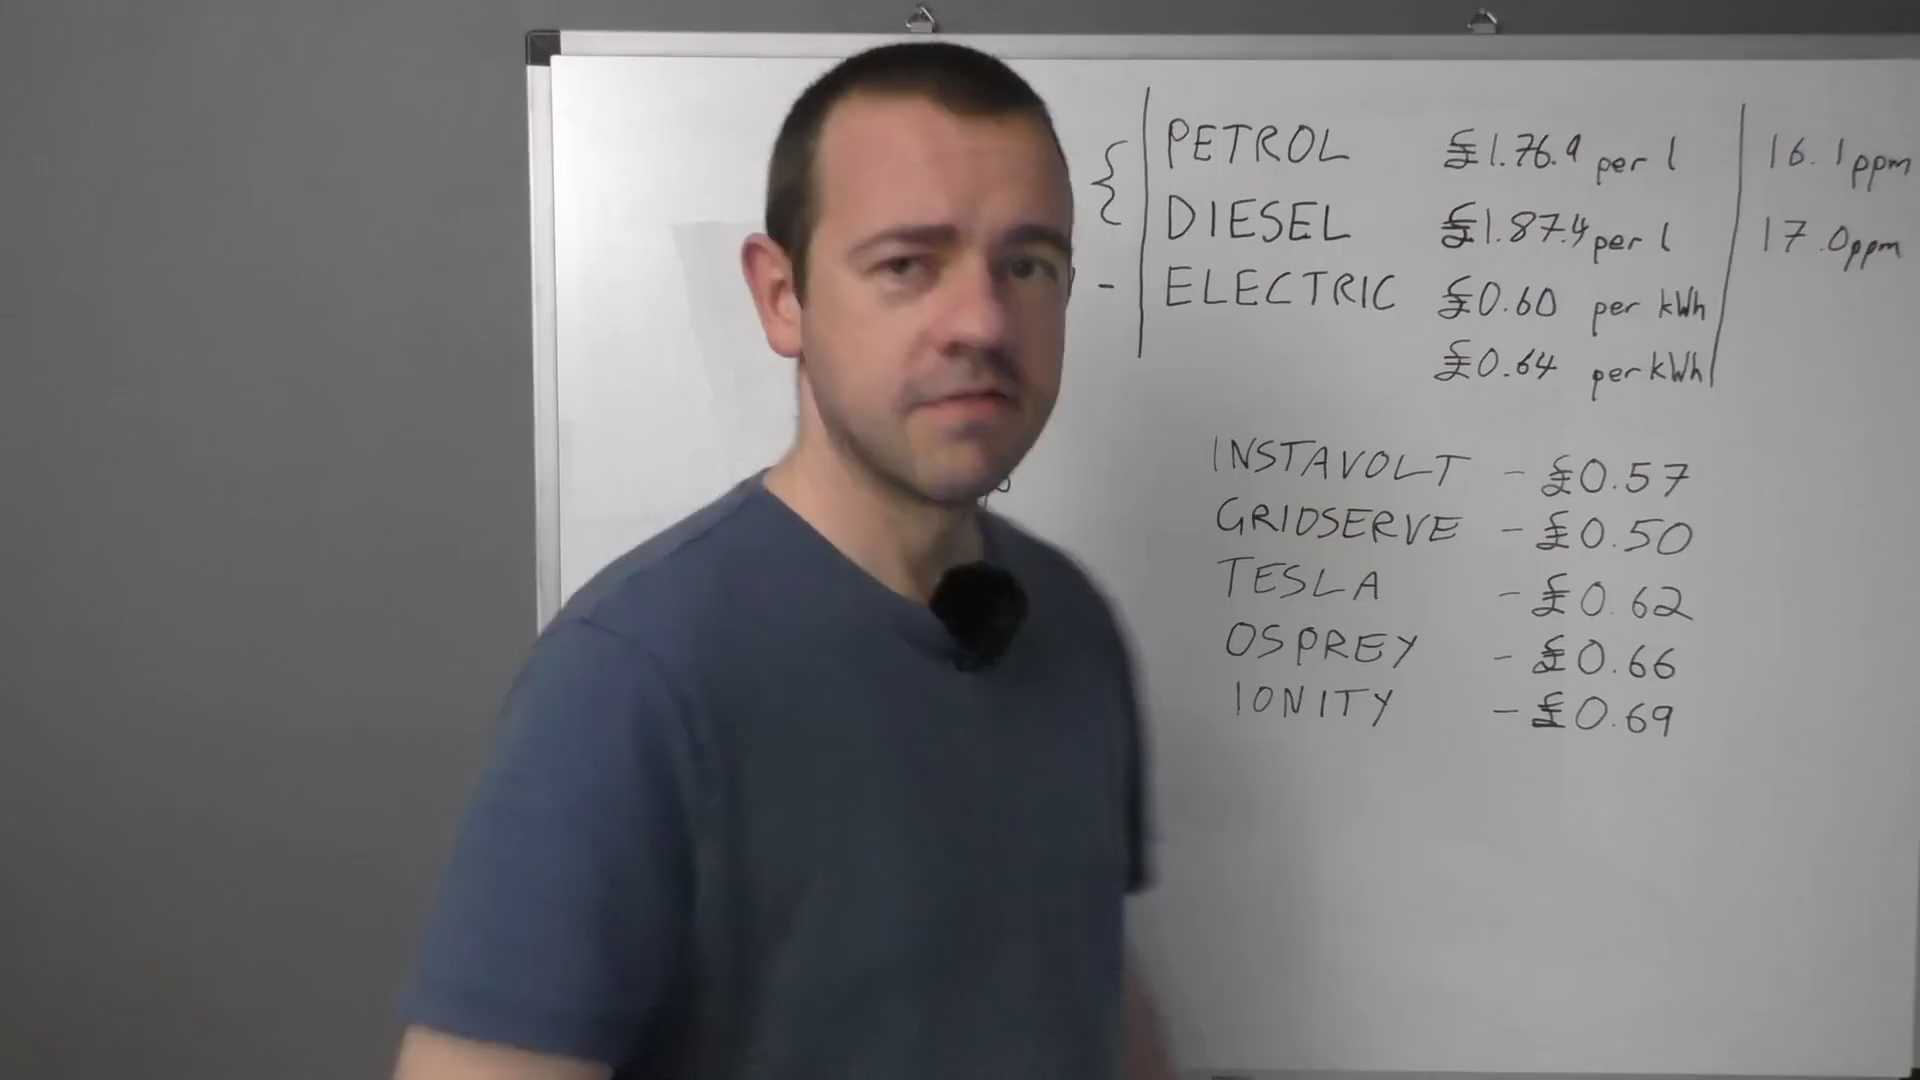 PETROL £1.76.9 per l 16.1ppm
DIESEL £1.87.4 per l 17.0ppm
- ELECTRIC £0.60 per kWh
£0.64 per kWh
INSTAVOLT - £0.57
GRIDSERVE - £0.50
TESLA - £0.62
OSPREY - £0.66
IONITY - £0.69